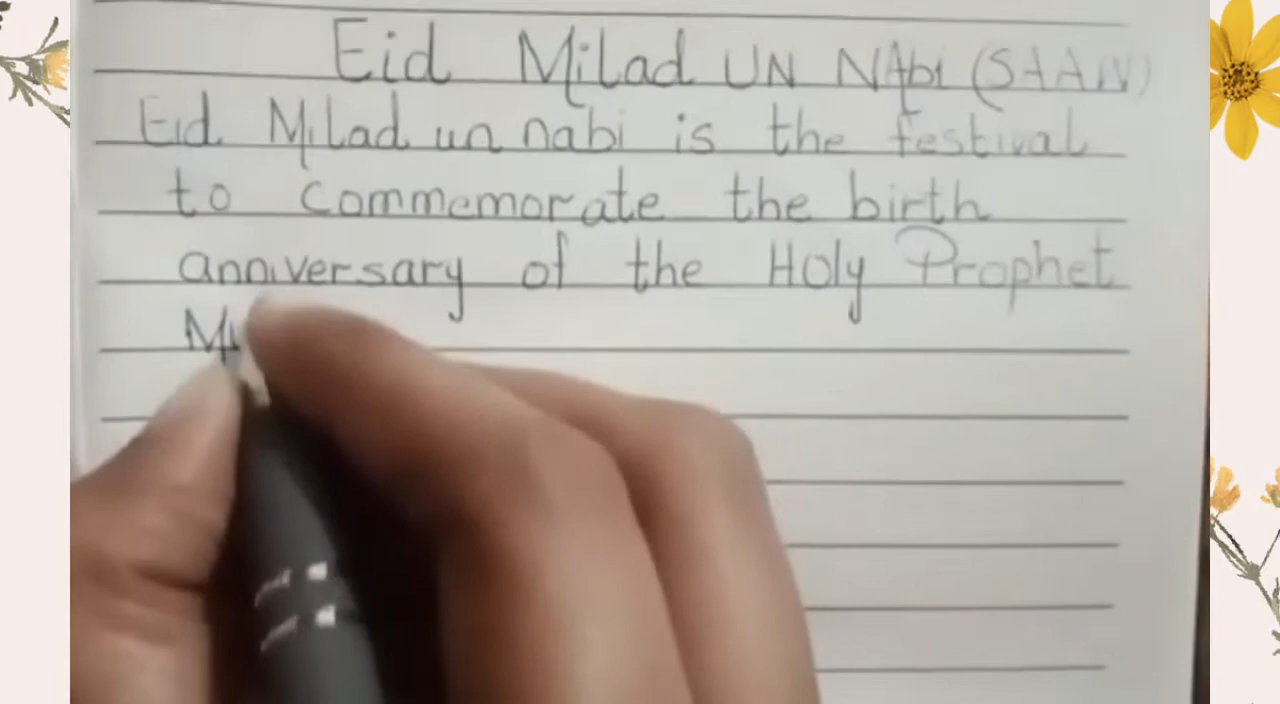 Eid Milad UN NAbi (SAAW)
Eid Milad un nabi is the festival
to commemorate the birth
anniversary of the Holy Prophet
Mu